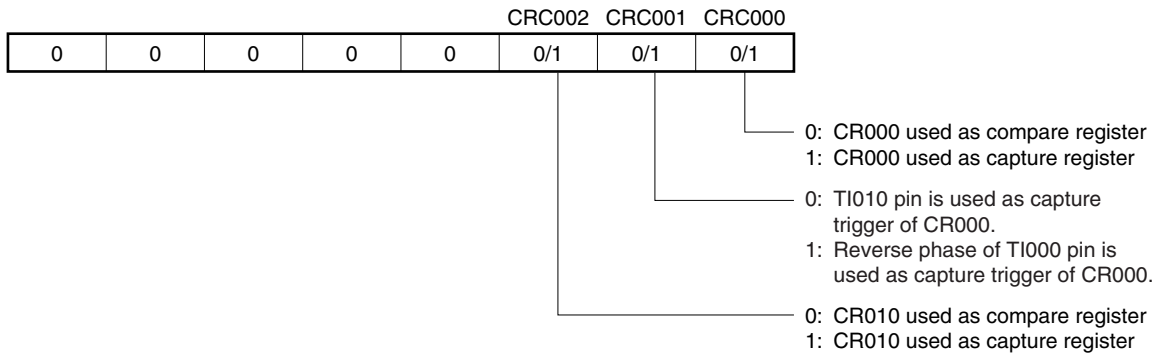 CRC002 CRC001 CRC000
0 0 0 0 0 0/1 0/1 0/1
0: CR000 used as compare register
1: CR000 used as capture register
0: TI010 pin is used as capture
trigger of CR000.
1: Reverse phase of TI000 pin is
used as capture trigger of CR000.
0: CR010 used as compare register
1: CR010 used as capture register